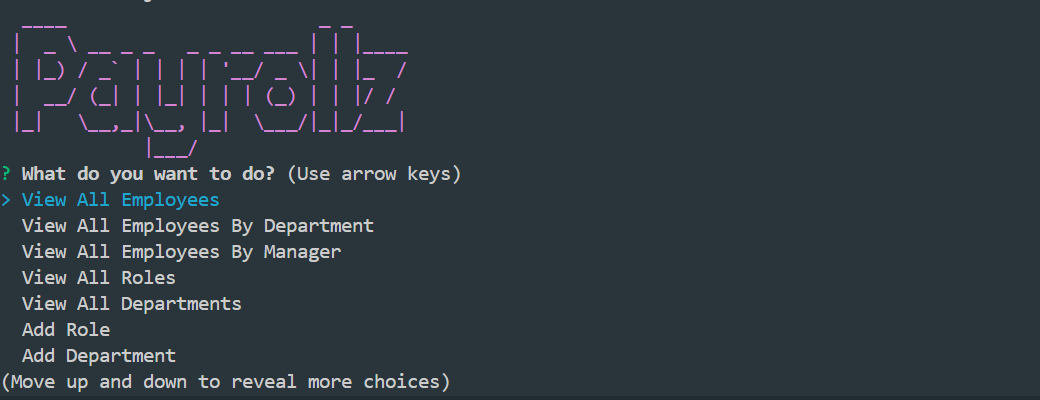 Payrollz
? What do you want to do? (Use arrow keys)
> View All Employees
View All Employees By Department
View All Employees By Manager
View All Roles
View All Departments
Add Role
Add Department
(Move up and down to reveal more choices)